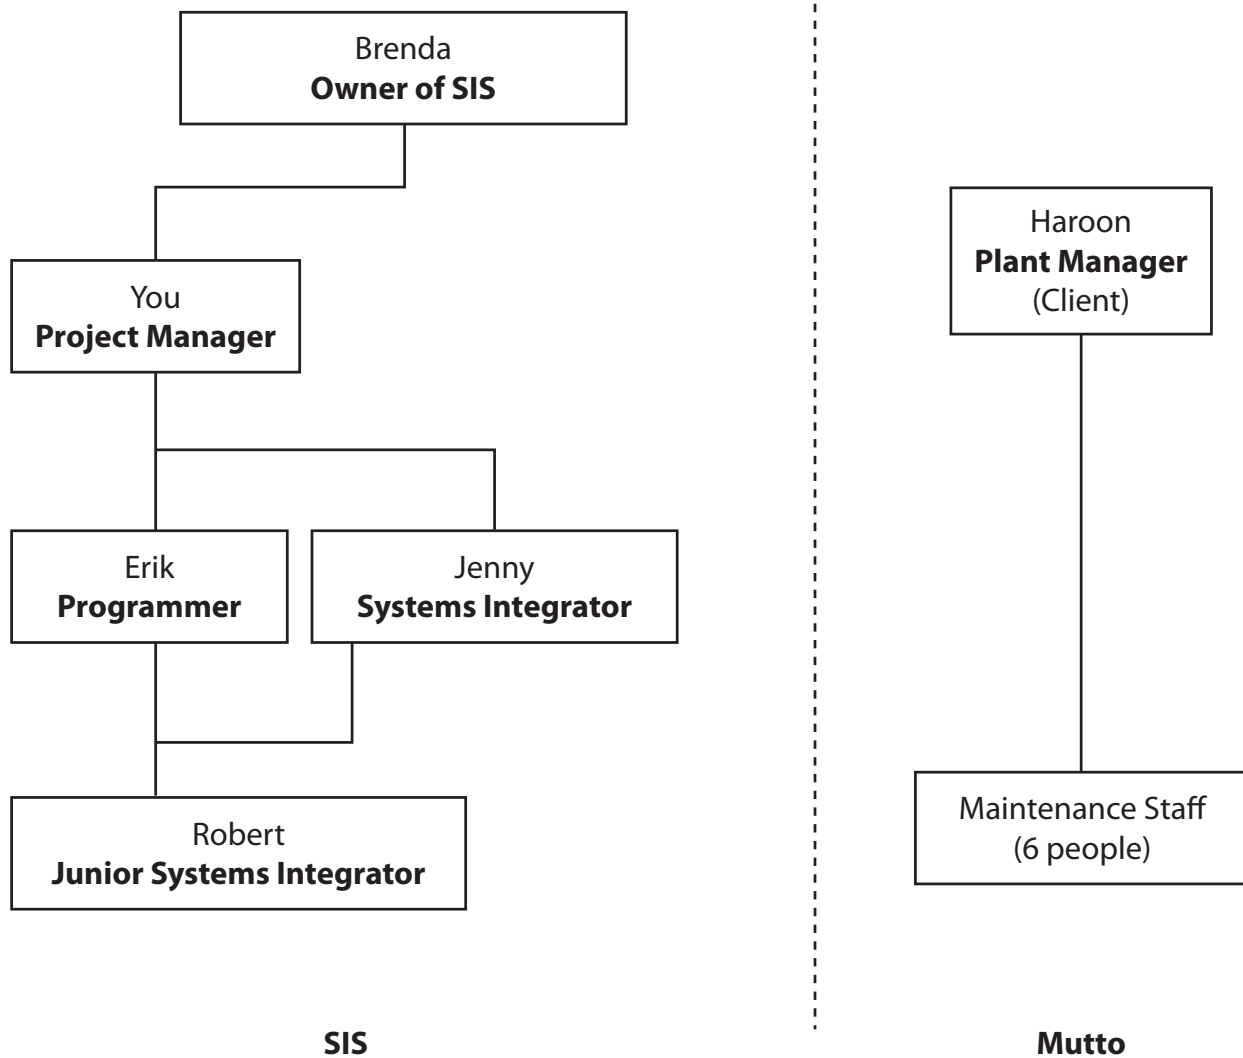 Brenda
Owner of SIS
Haroon
Plant Manager
(Client)
You
Project Manager
Erik
Programmer
Jenny
Systems Integrator
Maintenance Staff
(6 people)
Robert
Junior Systems Integrator
SIS
Mutto